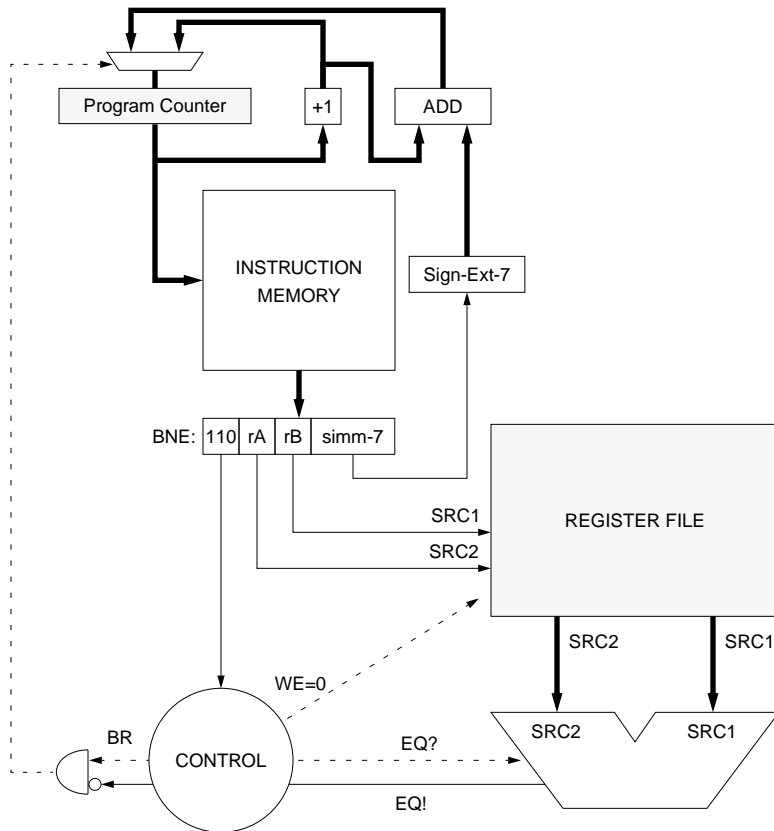 Program Counter
+1
ADD
INSTRUCTION
MEMORY
Sign-Ext-7
BNE: 110 rA rB simm-7
SRC1
SRC2
REGISTER FILE
SRC2
SRC1
WE=0
SRC2
SRC1
BR
CONTROL
EQ?
EQ!